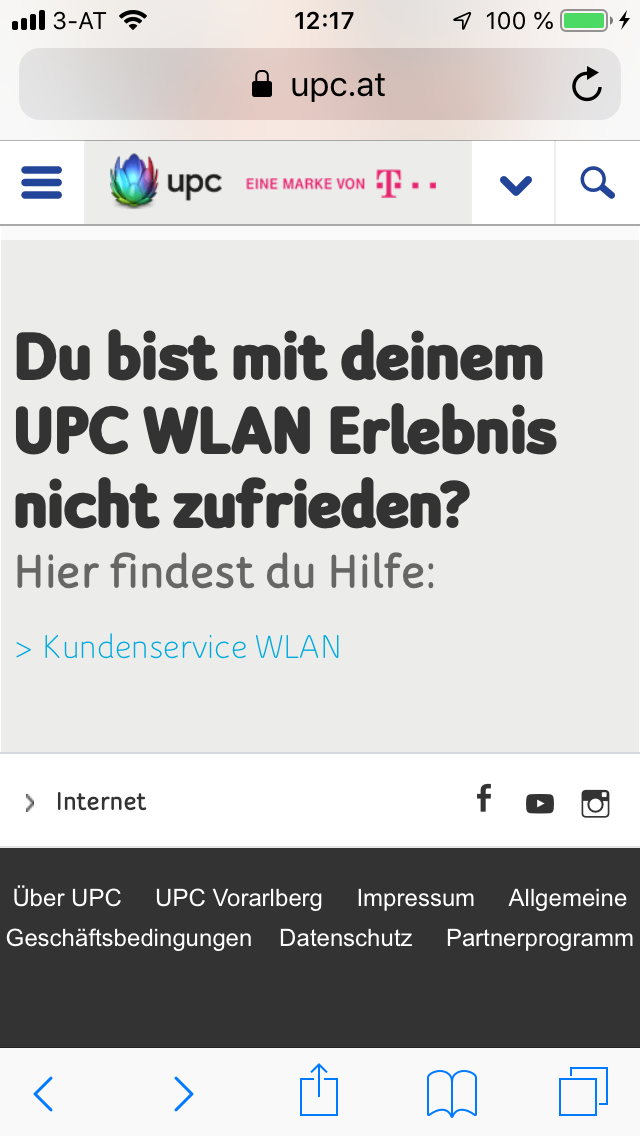 3-AT 12:17 100 %
upc.at
upc EINE MARKE VON T
Du bist mit deinem
UPC WLAN Erlebnis
nicht zufrieden?
Hier findest du Hilfe:
> Kundenservice WLAN
Internet
Über UPC UPC Vorarlberg Impressum Allgemeine
Geschäftsbedingungen Datenschutz Partnerprogramm